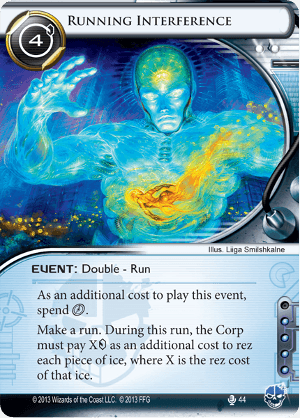 RUNNING INTERFERENCE
4
Illus. Liiga Smilshkalne
EVENT: Double - Run
As an additional cost to play this event,
spend .
Make a run. During this run, the Corp
must pay X as an additional cost to rez
each piece of ice, where X is the rez cost
of that ice.
© 2013 Wizards of the Coast LLC. © 2013 FFG
44